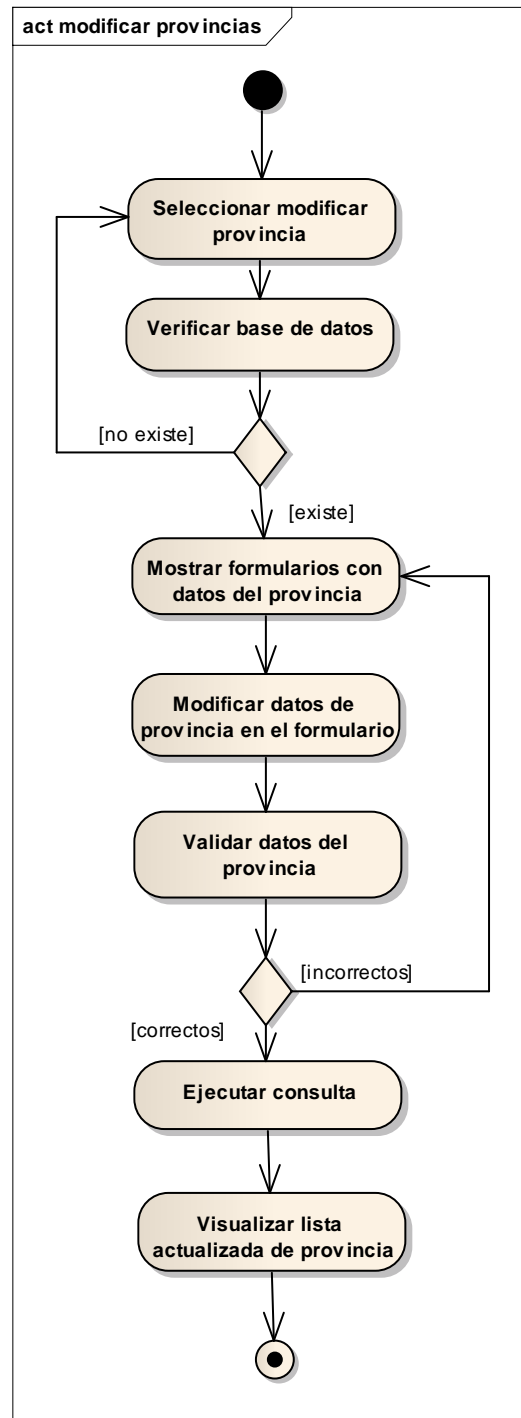 act modificar provincias
Seleccionar modificar
provincia
Verificar base de datos
[no existe]
[existe]
Mostrar formularios con
datos del provincia
Modificar datos de
provincia en el formulario
Validar datos del
provincia
[incorrectos]
[correctos]
Ejecutar consulta
Visualizar lista
actualizada de provincia